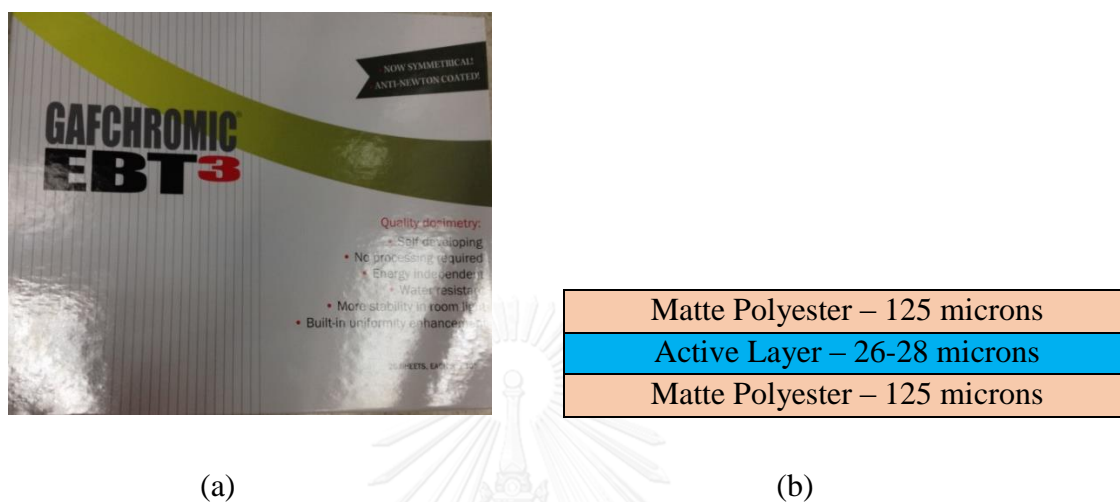 NOW SYMMETRICAL!
ANTI-NEWTON COATED!
GAFCHROMIC
EBT3
Quality dosimetry:
• Self developing
• No processing required
• Energy independent
• Water resistant
• More stability in room light
• Built-in uniformity enhancement
Matte Polyester – 125 microns
Active Layer – 26-28 microns
Matte Polyester – 125 microns
(a)
(b)